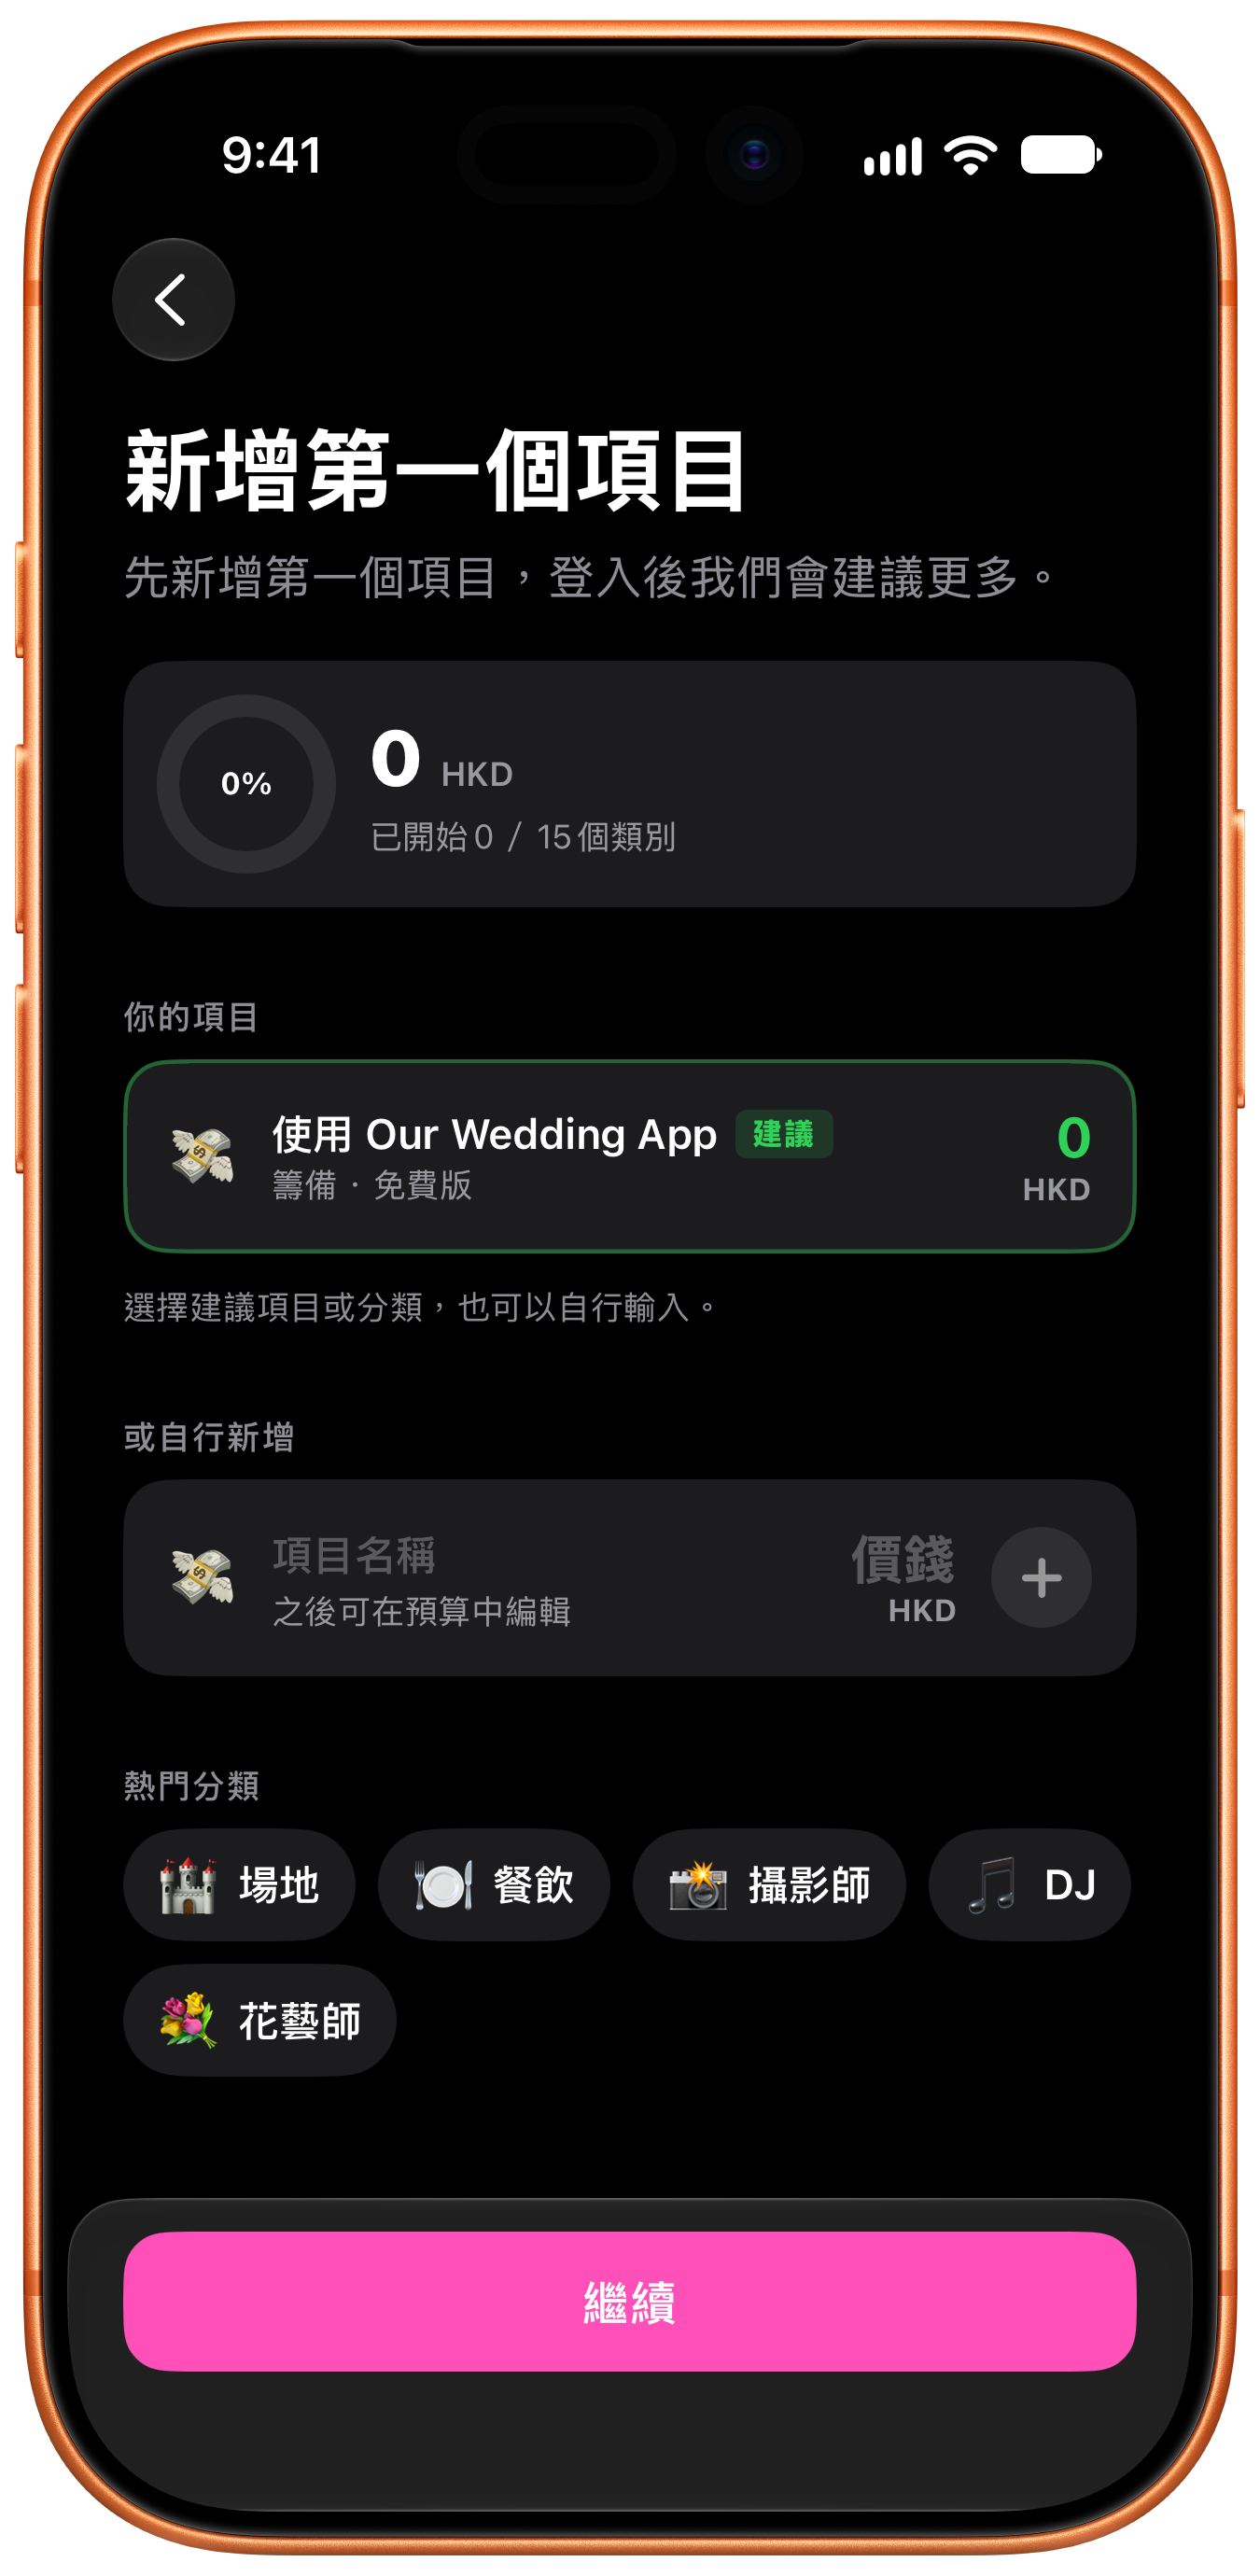 9:41
新增第一個項目
先新增第一個項目，登入後我們會建議更多。
0%
0 HKD
已開始 0 / 15 個類別
你的項目
使用 Our Wedding App 建議
0
籌備 · 免費版
HKD
選擇建議項目或分類，也可以自行輸入。
或自行新增
項目名稱
價錢
之後可在預算中編輯
HKD
熱門分類
場地
餐飲
攝影師
DJ
花藝師
繼續